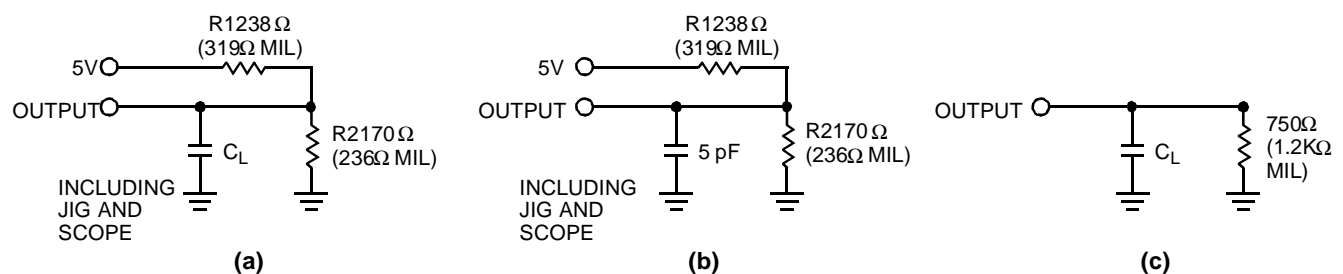 R1238Ω
(319Ω MIL)
5V
OUTPUT
CL
R2170Ω
(236Ω MIL)
INCLUDING
JIG AND
SCOPE
(a)
R1238Ω
(319Ω MIL)
5V
OUTPUT
5 pF
R2170Ω
(236Ω MIL)
INCLUDING
JIG AND
SCOPE
(b)
OUTPUT
CL
750Ω
(1.2KΩ
MIL)
(c)